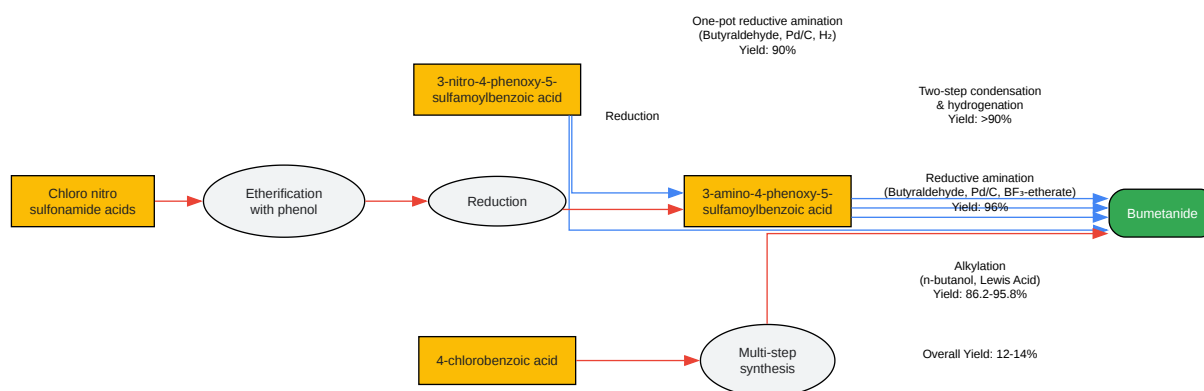 One-pot reductive amination
(Butyraldehyde, Pd/C, H₂)
Yield: 90%
3-nitro-4-phenoxy-5-
sulfamoylbenzoic acid
Reduction
Two-step condensation
& hydrogenation
Yield: >90%
Chloro nitro
sulfonamide acids
Etherification
with phenol
Reduction
3-amino-4-phenoxy-5-
sulfamoylbenzoic acid
Reductive amination
(Butyraldehyde, Pd/C, BF₃-etherate)
Yield: 96%
Bumetanide
Alkylation
(n-butanol, Lewis Acid)
Yield: 86.2-95.8%
4-chlorobenzoic acid
Multi-step
synthesis
Overall Yield: 12-14%